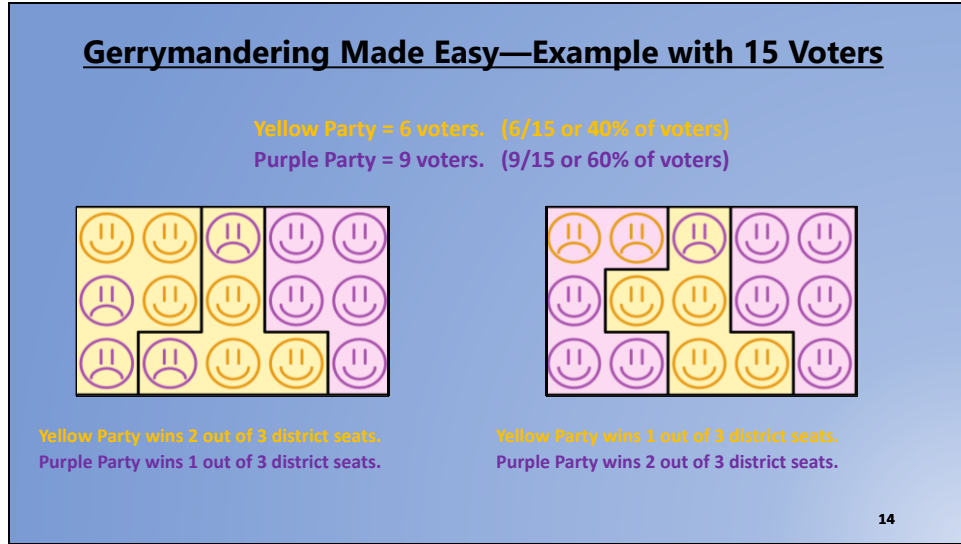 Gerrymandering Made Easy—Example with 15 Voters
Yellow Party = 6 voters. (6/15 or 40% of voters)
Purple Party = 9 voters. (9/15 or 60% of voters)
Yellow Party wins 2 out of 3 district seats.
Purple Party wins 1 out of 3 district seats.
Yellow Party wins 1 out of 3 district seats.
Purple Party wins 2 out of 3 district seats.
14